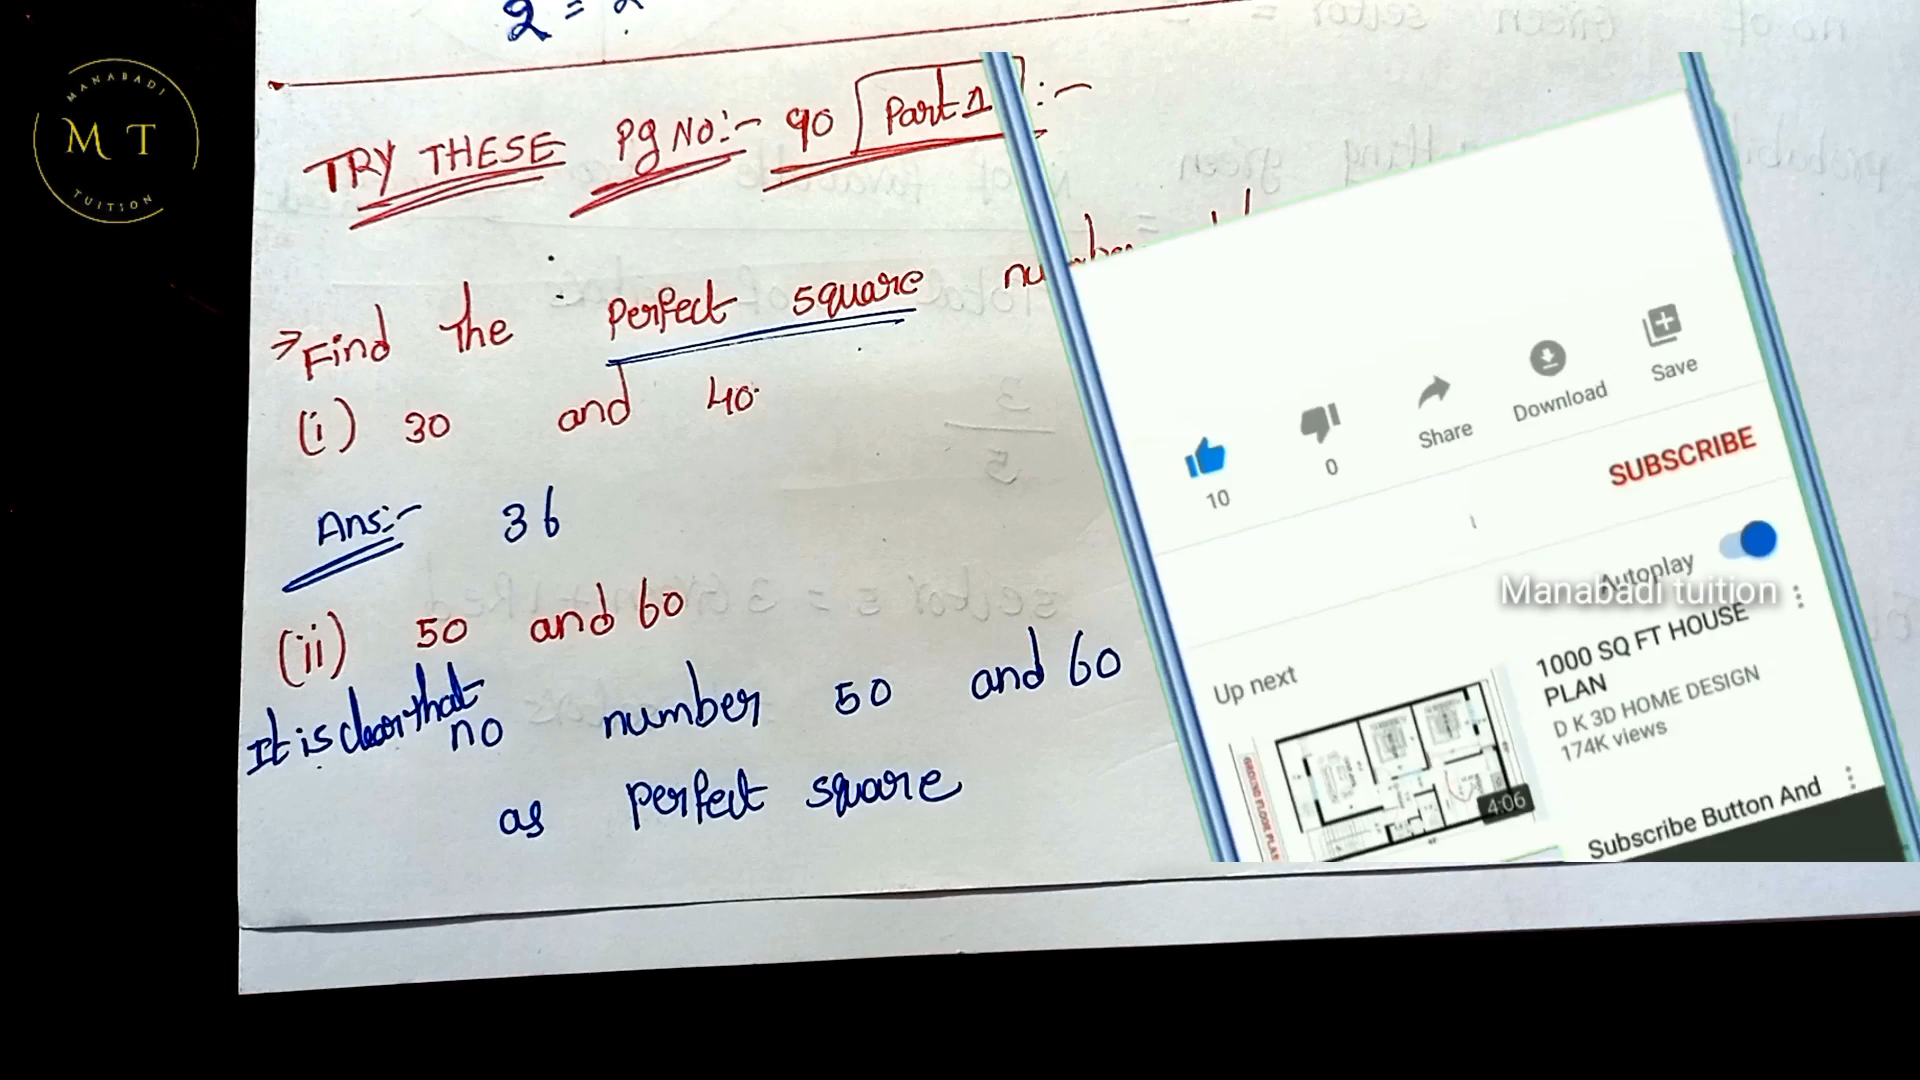 MANABADI
M T
TUITION
2 = 2
TRY THESE Pg No:- 90 Part 1 :-
→ Find the perfect square
(i) 30 and 40
Ans:- 36
(ii) 50 and 60
It is clear that no number 50 and 60
as perfect square
10
0
Share
Download
Save
SUBSCRIBE
Autoplay
Manabadi tuition
Up next
1000 SQ FT HOUSE
PLAN
D K 3D HOME DESIGN
174K views
4:06
Subscribe Button And